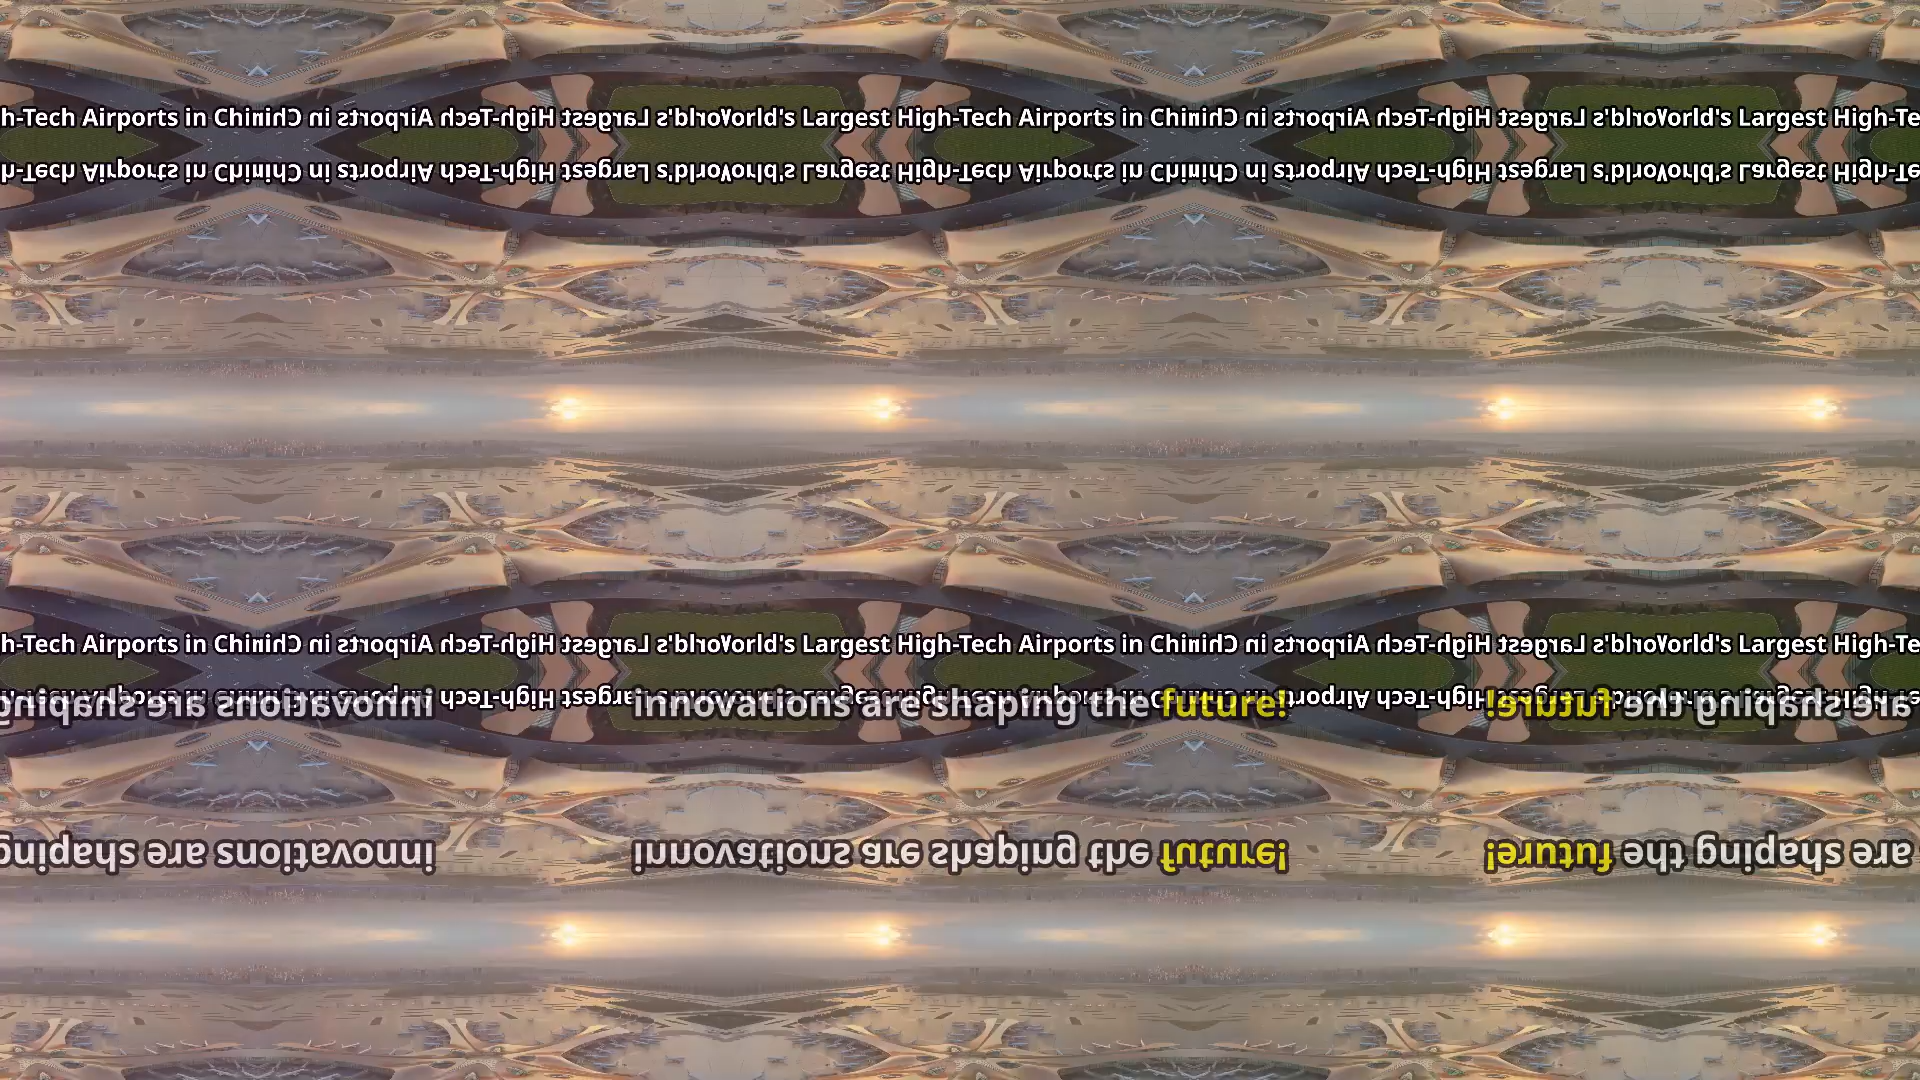 World's Largest High-Tech Airports in China
innovations are shaping the future!